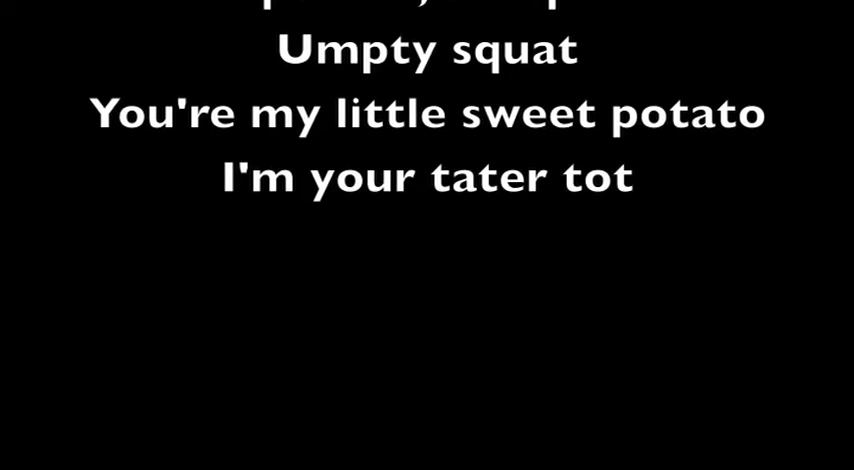 Umpty squat
You're my little sweet potato
I'm your tater tot